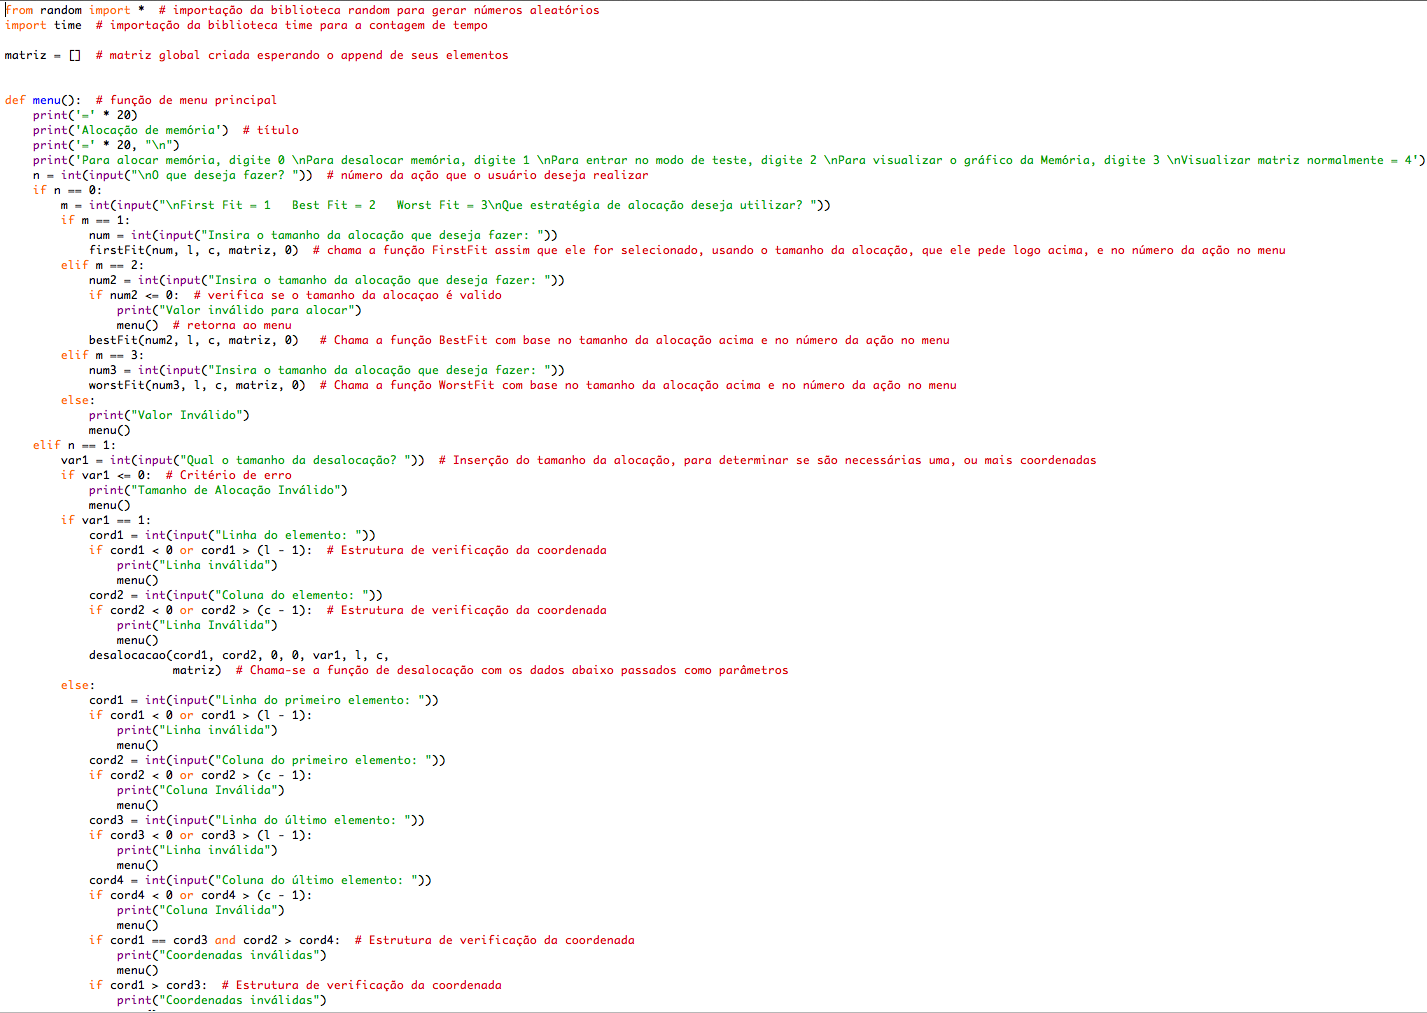 from random import *  # importação da biblioteca random para gerar números aleatórios
import time  # importação da biblioteca time para a contagem de tempo

matriz = []  # matriz global criada esperando o append de seus elementos


def menu():  # função de menu principal
    print('=' * 20)
    print('Alocação de memória')  # título
    print('=' * 20, "\n")
    print('Para alocar memória, digite 0 \nPara desalocar memória, digite 1 \nPara entrar no modo de teste, digite 2 \nPara visualizar o gráfico da Memória, digite 3 \nVisualizar matriz normalmente = 4')
    n = int(input("\nO que deseja fazer? "))  # número da ação que o usuário deseja realizar
    if n == 0:
        m = int(input("\nFirst Fit = 1   Best Fit = 2   Worst Fit = 3\nQue estratégia de alocação deseja utilizar? "))
        if m == 1:
            num = int(input("Insira o tamanho da alocação que deseja fazer: "))
            firstFit(num, l, c, matriz, 0)  # chama a função FirstFit assim que ele for selecionado, usando o tamanho da alocação, que ele pede logo acima, e no número da ação no menu
        elif m == 2:
            num2 = int(input("Insira o tamanho da alocação que deseja fazer: "))
            if num2 <= 0:  # verifica se o tamanho da alocaçao é valido
                print("Valor inválido para alocar")
                menu()  # retorna ao menu
            bestFit(num2, l, c, matriz, 0)   # Chama a função BestFit com base no tamanho da alocação acima e no número da ação no menu
        elif m == 3:
            num3 = int(input("Insira o tamanho da alocação que deseja fazer: "))
            worstFit(num3, l, c, matriz, 0)  # Chama a função WorstFit com base no tamanho da alocação acima e no número da ação no menu
        else:
            print("Valor Inválido")
            menu()
    elif n == 1:
        var1 = int(input("Qual o tamanho da desalocação? "))  # Inserção do tamanho da alocação, para determinar se são necessárias uma, ou mais coordenadas
        if var1 <= 0:  # Critério de erro
            print("Tamanho de Alocação Inválido")
            menu()
        if var1 == 1:
            cord1 = int(input("Linha do elemento: "))
            if cord1 < 0 or cord1 > (l - 1):  # Estrutura de verificação da coordenada
                print("Linha inválida")
                menu()
            cord2 = int(input("Coluna do elemento: "))
            if cord2 < 0 or cord2 > (c - 1):  # Estrutura de verificação da coordenada
                print("Linha Inválida")
                menu()
            desalocacao(cord1, cord2, 0, 0, var1, l, c,
                        matriz)  # Chama-se a função de desalocação com os dados abaixo passados como parâmetros
        else:
            cord1 = int(input("Linha do primeiro elemento: "))
            if cord1 < 0 or cord1 > (l - 1):
                print("Linha inválida")
                menu()
            cord2 = int(input("Coluna do primeiro elemento: "))
            if cord2 < 0 or cord2 > (c - 1):
                print("Coluna Inválida")
                menu()
            cord3 = int(input("Linha do último elemento: "))
            if cord3 < 0 or cord3 > (l - 1):
                print("Linha inválida")
                menu()
            cord4 = int(input("Coluna do último elemento: "))
            if cord4 < 0 or cord4 > (c - 1):
                print("Coluna Inválida")
                menu()
            if cord1 == cord3 and cord2 > cord4:  # Estrutura de verificação da coordenada
                print("Coordenadas inválidas")
                menu()
            if cord1 > cord3:  # Estrutura de verificação da coordenada
                print("Coordenadas inválidas")